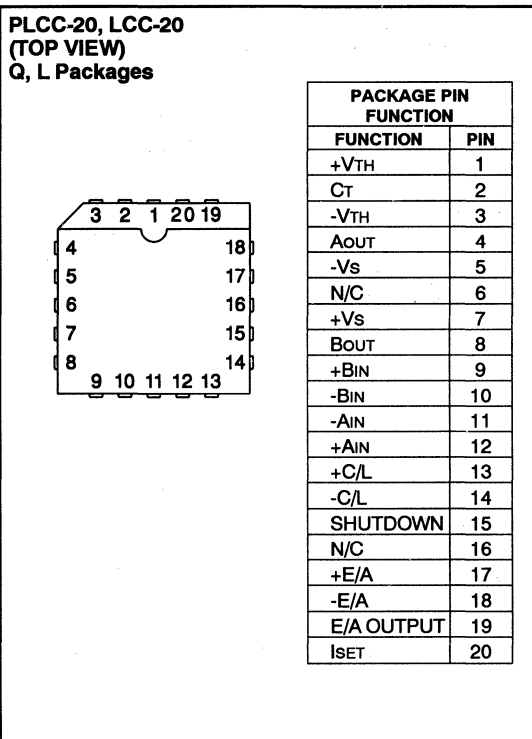 PLCC-20, LCC-20
(TOP VIEW)
Q, L Packages
3 2 1 20 19
4 18
5 17
6 16
7 15
8 14
9 10 11 12 13
PACKAGE PIN
FUNCTION
FUNCTION PIN
+VTH 1
CT 2
-VTH 3
AOUT 4
-VS 5
N/C 6
+VS 7
BOUT 8
+BIN 9
-BIN 10
-AIN 11
+AIN 12
+C/L 13
-C/L 14
SHUTDOWN 15
N/C 16
+E/A 17
-E/A 18
E/A OUTPUT 19
ISET 20